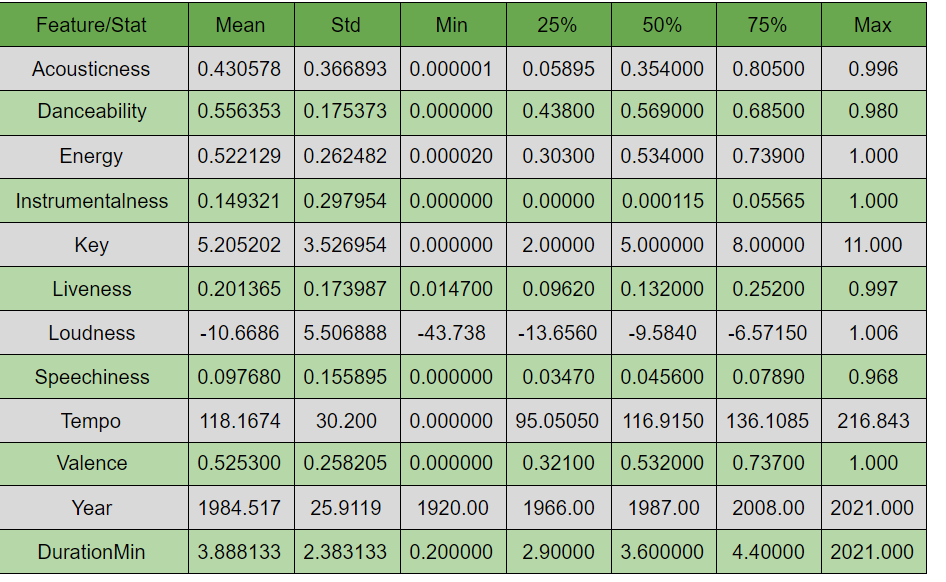 Feature/Stat Mean Std Min 25% 50% 75% Max
Acousticness 0.430578 0.366893 0.000001 0.05895 0.354000 0.80500 0.996
Danceability 0.556353 0.175373 0.000000 0.43800 0.569000 0.68500 0.980
Energy 0.522129 0.262482 0.000020 0.30300 0.534000 0.73900 1.000
Instrumentalness 0.149321 0.297954 0.000000 0.00000 0.000115 0.05565 1.000
Key 5.205202 3.526954 0.000000 2.00000 5.000000 8.00000 11.000
Liveness 0.201365 0.173987 0.014700 0.09620 0.132000 0.25200 0.997
Loudness -10.6686 5.506888 -43.738 -13.6560 -9.5840 -6.57150 1.006
Speechiness 0.097680 0.155895 0.000000 0.03470 0.045600 0.07890 0.968
Tempo 118.1674 30.200 0.000000 95.05050 116.9150 136.1085 216.843
Valence 0.525300 0.258205 0.000000 0.32100 0.532000 0.73700 1.000
Year 1984.517 25.9119 1920.00 1966.00 1987.00 2008.00 2021.000
DurationMin 3.888133 2.383133 0.200000 2.90000 3.600000 4.40000 2021.000